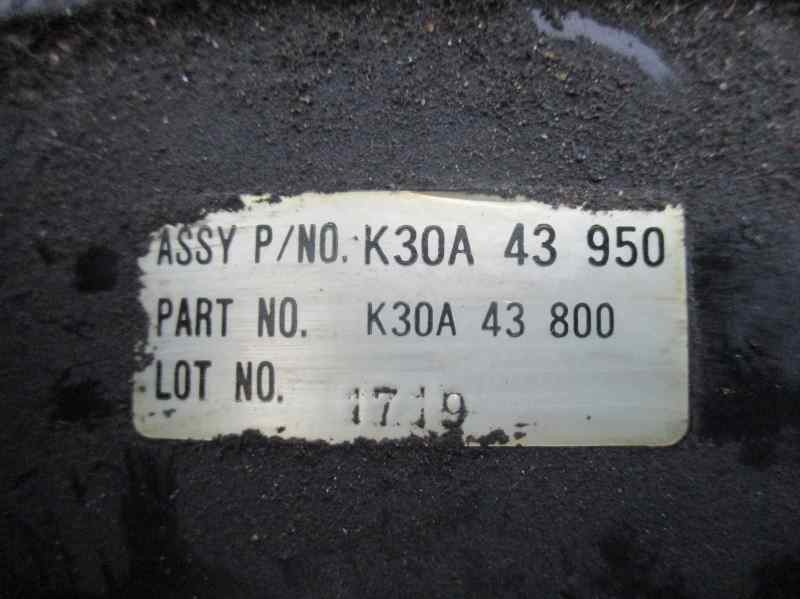 ASSY P/NO. K30A 43 950
PART NO. K30A 43 800
LOT NO. 1719